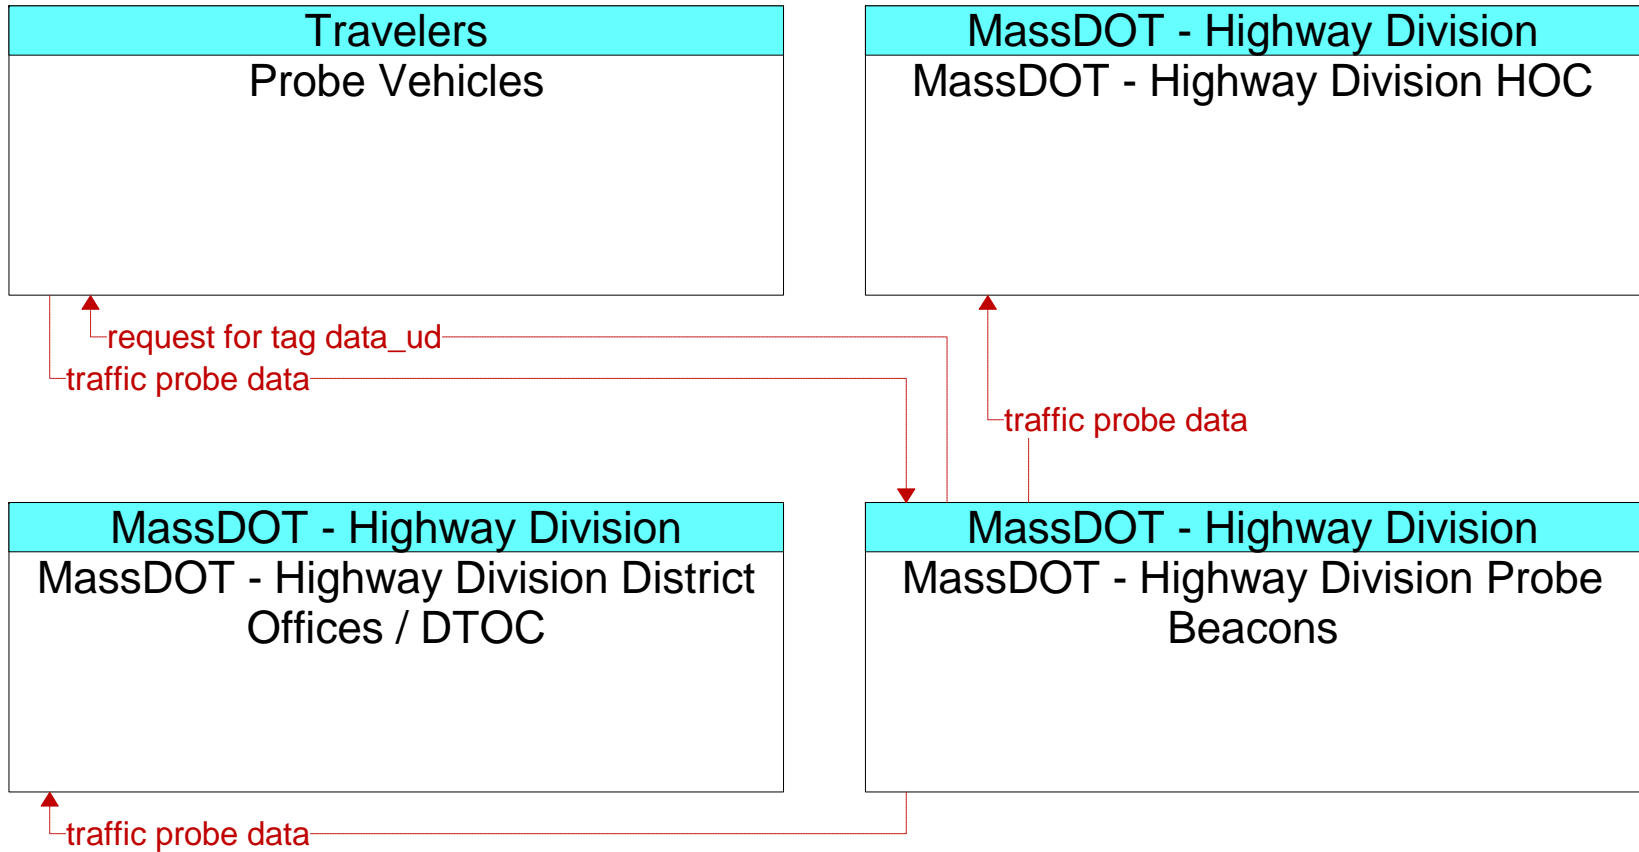 Travelers
Probe Vehicles
MassDOT - Highway Division
MassDOT - Highway Division HOC
request for tag data_ud
traffic probe data
traffic probe data
MassDOT - Highway Division
MassDOT - Highway Division District
Offices / DTOC
MassDOT - Highway Division
MassDOT - Highway Division Probe
Beacons
traffic probe data